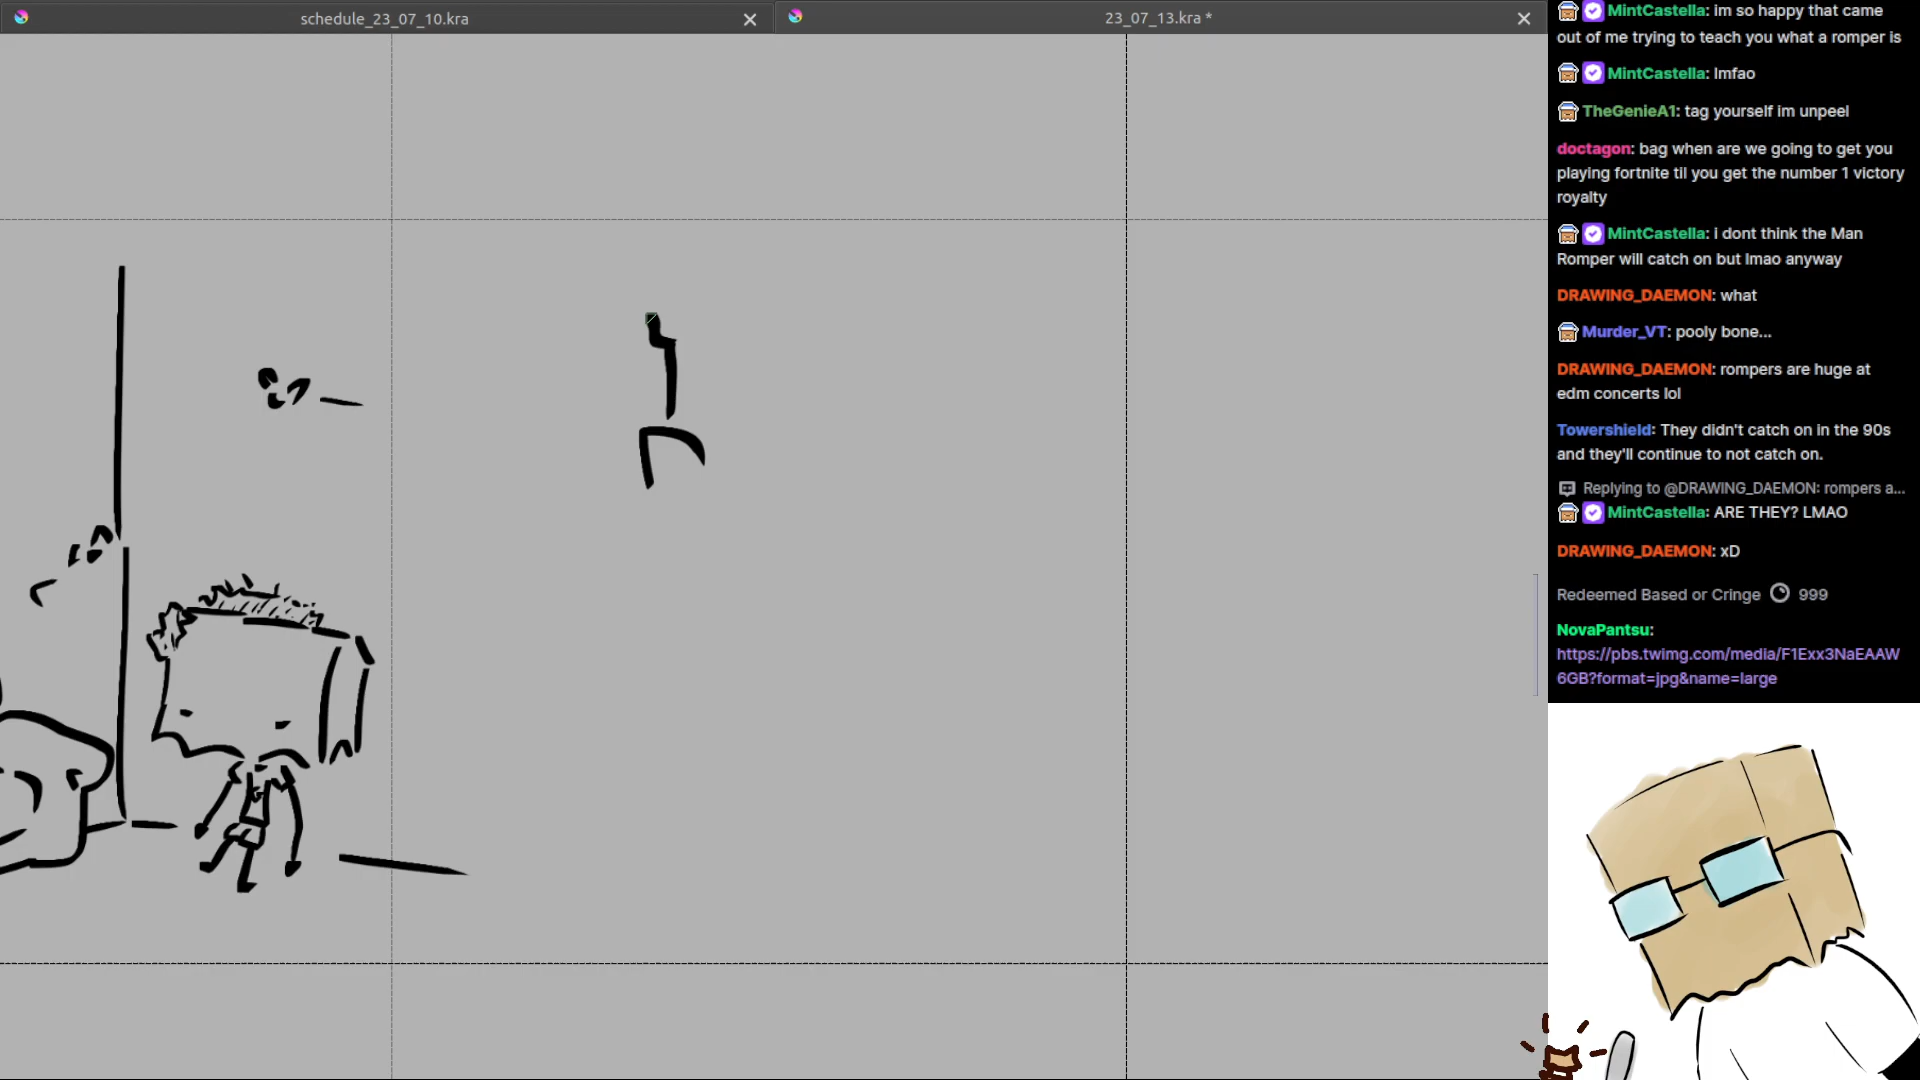 schedule_23_07_10.kra
23_07_13.kra *
MintCastella: im so happy that came
out of me trying to teach you what a romper is
MintCastella: lmfao
TheGenieA1: tag yourself im unpeel
doctagon: bag when are we going to get you
playing fortnite til you get the number 1 victory
royalty
MintCastella: i dont think the Man
Romper will catch on but lmao anyway
DRAWING_DAEMON: what
Murder_VT: pooly bone...
DRAWING_DAEMON: rompers are huge at
edm concerts lol
Towershield: They didn't catch on in the 90s
and they'll continue to not catch on.
Replying to @DRAWING_DAEMON: rompers a...
MintCastella: ARE THEY? LMAO
DRAWING_DAEMON: xD
Redeemed Based or Cringe 999
NovaPantsu:
https://pbs.twimg.com/media/F1Exx3NaEAAW
6GB?format=jpg&name=large